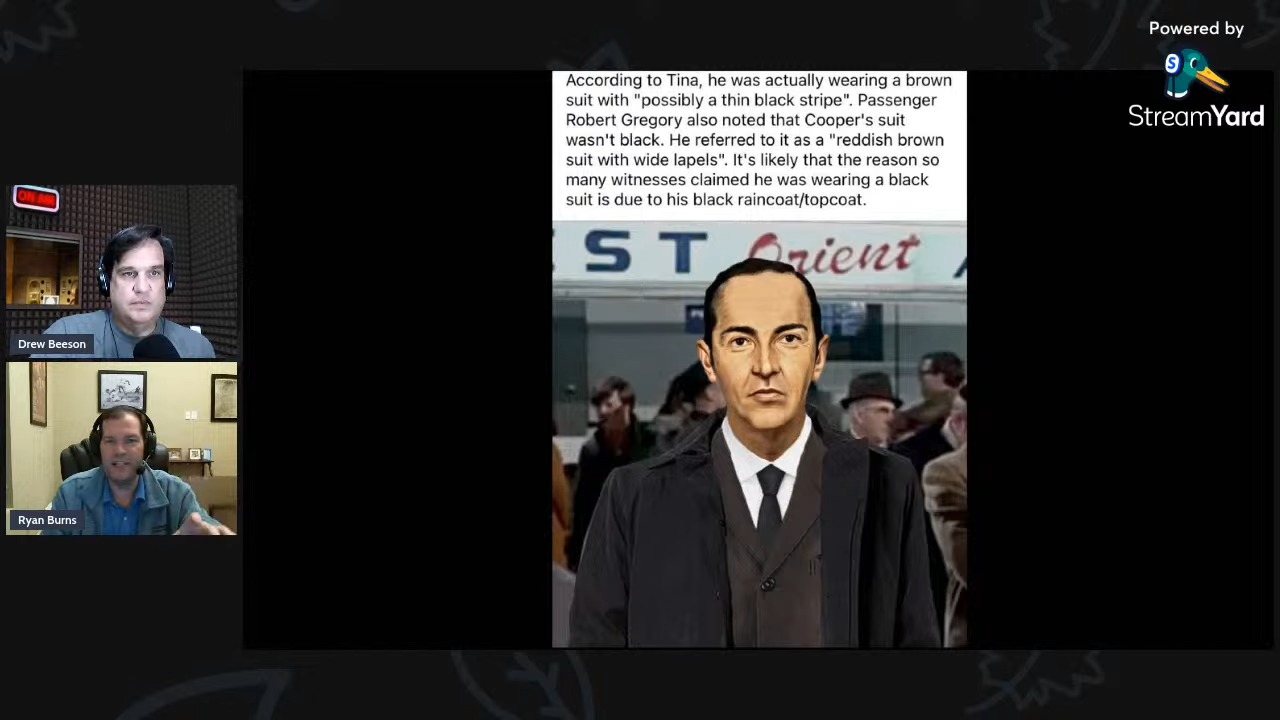 Powered by
StreamYard
According to Tina, he was actually wearing a brown
suit with "possibly a thin black stripe". Passenger
Robert Gregory also noted that Cooper's suit
wasn't black. He referred to it as a "reddish brown
suit with wide lapels". It's likely that the reason so
many witnesses claimed he was wearing a black
suit is due to his black raincoat/topcoat.
ST Orient
ON AIR
Drew Beeson
Ryan Burns